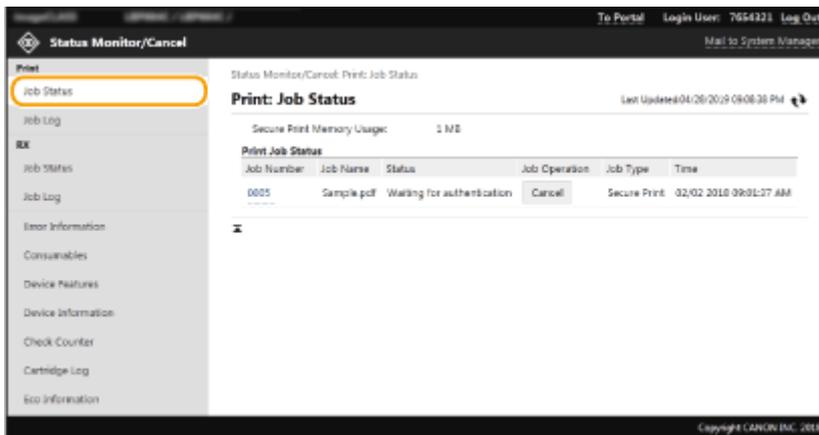 To Portal Login User: 7654321 Log Out
Status Monitor/Cancel
Mail to System Manager
Print
Job Status
Job Log
RX
Job Status
Job Log
Error Information
Consumables
Device Features
Device Information
Check Counter
Cartridge Log
Eco Information
Status Monitor/Cancel: Print: Job Status
Print: Job Status
Last Updated:04/28/2019 09:08:38 PM
Secure Print Memory Usage: 1 MB
Print Job Status
Job Number Job Name Status Job Operation Job Type Time
0005 Sample.pdf Waiting for authentication Cancel Secure Print 02/02 2018 09:01:37 AM
Copyright CANON INC. 2018